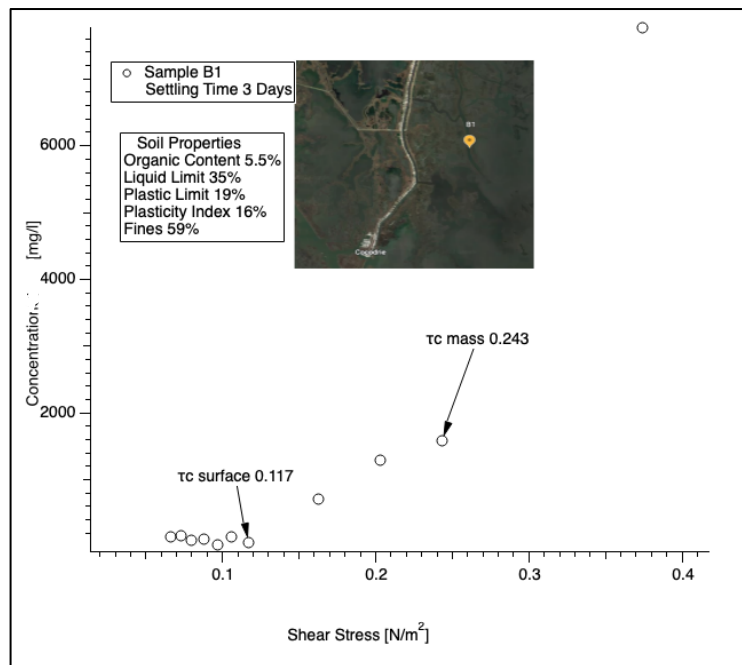 Sample B1
Settling Time 3 Days
Soil Properties
Organic Content 5.5%
Liquid Limit 35%
Plastic Limit 19%
Plasticity Index 16%
Fines 59%
B1
Cocodrie
6000
4000
2000
Concentration [mg/l]
τc mass 0.243
τc surface 0.117
0.1 0.2 0.3 0.4
Shear Stress [N/m²]